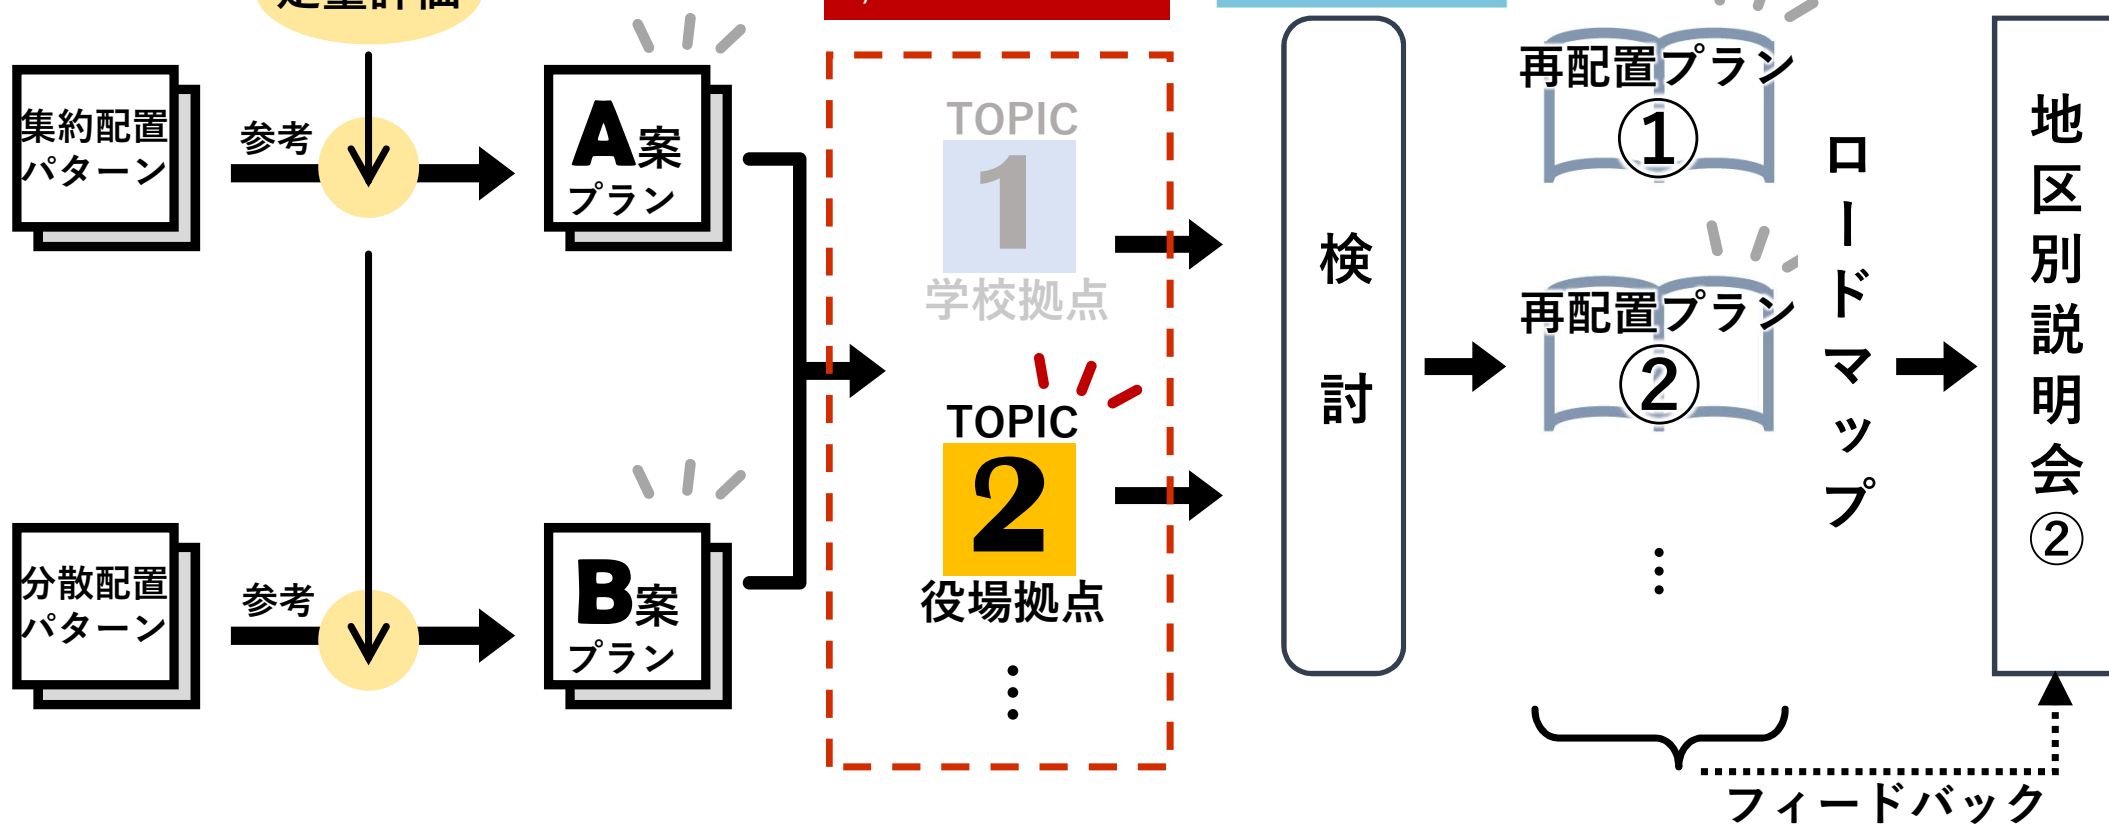 定量評価
集約配置
パターン
参考
A案
プラン
分散配置
パターン
参考
B案
プラン
TOPIC
1
学校拠点
TOPIC
2
役場拠点
⋮
検討
再配置プラン
①
再配置プラン
②
⋮
ロードマップ
地区別説明会②
フィードバック